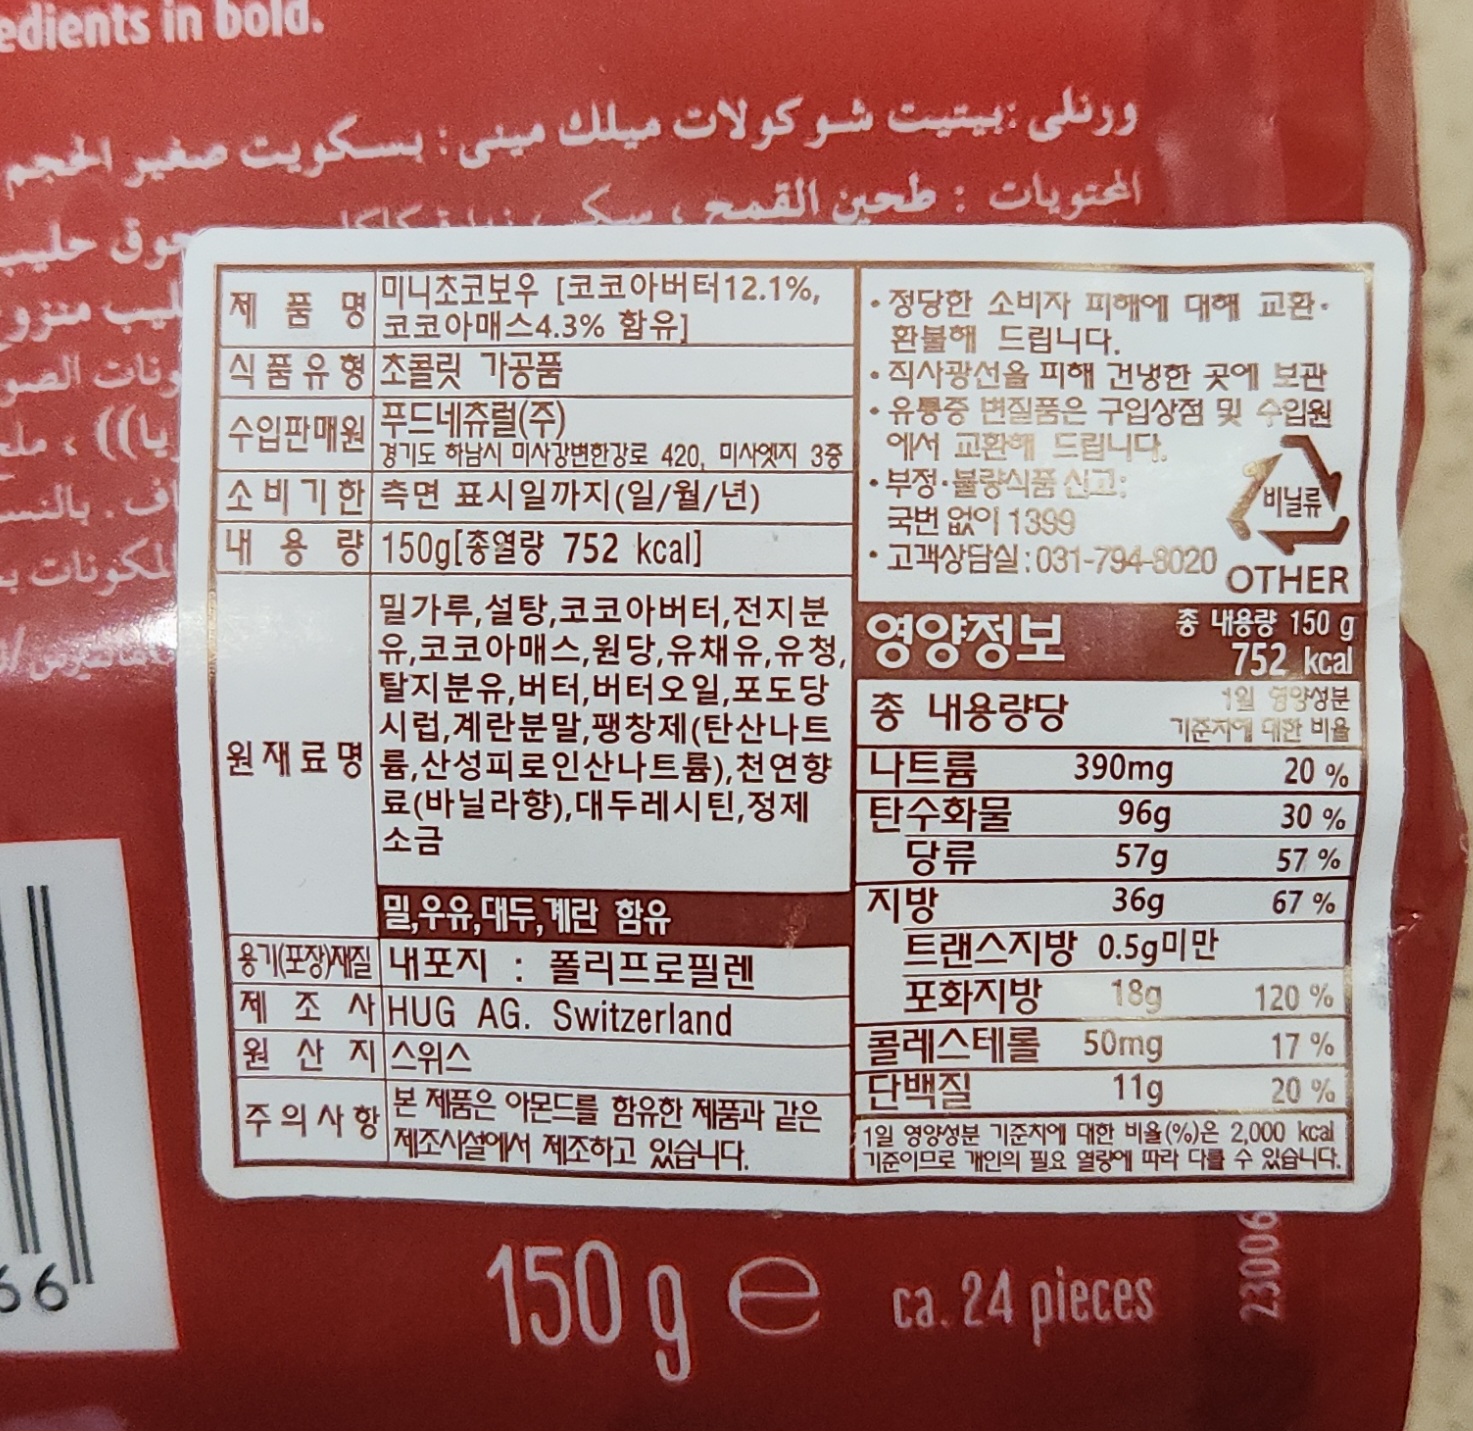 edients in bold.
ورنلی :بیتیت شوكولات ميلك مينی: بسكويت صغير الحجم
المحتويات : طحين القمح ، سكر
حليب
بالنس
제 품 명 미니초코보우 [코코아버터12.1%,
코코아매스4.3% 함유]
식품유형 초콜릿 가공품
수입판매원 푸드네츄럴(주)
경기도 하남시 미사강변한강로 420, 미사엣지 3층
소비기한 측면 표시일까지(일/월/년)
내 용 량 150g[총열량 752 kcal]
원재료명 밀가루,설탕,코코아버터,전지분
유,코코아매스,원당,유채유,유청,
탈지분유,버터,버터오일,포도당
시럽,계란분말,팽창제(탄산나트
륨,산성피로인산나트륨),천연향
료(바닐라향),대두레시틴,정제
소금
밀,우유,대두,계란 함유
용기(포장)재질 내포지 : 폴리프로필렌
제 조 사 HUG AG. Switzerland
원 산 지 스위스
주의사항 본 제품은 아몬드를 함유한 제품과 같은
제조시설에서 제조하고 있습니다.
• 정당한 소비자 피해에 대해 교환·
환불해 드립니다.
• 직사광선을 피해 건냉한 곳에 보관
• 유통중 변질품은 구입상점 및 수입원
에서 교환해 드립니다.
• 부정·불량식품 신고:
국번 없이 1399
• 고객상담실:031-794-8020
비닐류
OTHER
영양정보 총 내용량 150 g
752 kcal
총 내용량당 1일 영양성분
기준치에 대한 비율
나트륨 390mg 20 %
탄수화물 96g 30 %
당류 57g 57 %
지방 36g 67 %
트랜스지방 0.5g미만
포화지방 18g 120 %
콜레스테롤 50mg 17 %
단백질 11g 20 %
1일 영양성분 기준치에 대한 비율(%)은 2,000 kcal
기준이므로 개인의 필요 열량에 따라 다를 수 있습니다.
66
150 g e ca. 24 pieces
23006